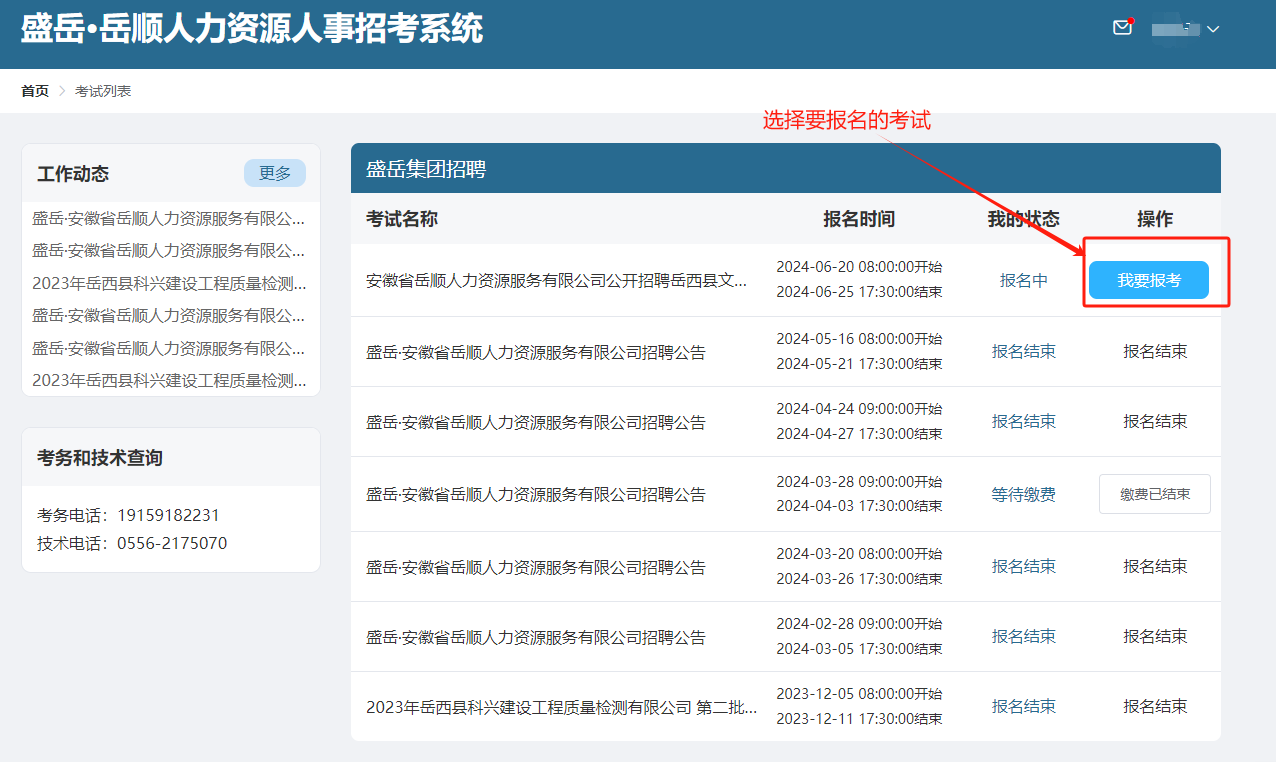 盛岳·岳顺人力资源人事招考系统
首页 > 考试列表
选择要报名的考试
工作动态 更多
盛岳·安徽省岳顺人力资源服务有限公...
盛岳·安徽省岳顺人力资源服务有限公...
2023年岳西县科兴建设工程质量检测...
盛岳·安徽省岳顺人力资源服务有限公...
盛岳·安徽省岳顺人力资源服务有限公...
2023年岳西县科兴建设工程质量检测...
考务和技术查询
考务电话：19159182231
技术电话：0556-2175070
盛岳集团招聘
考试名称 报名时间 我的状态 操作
安徽省岳顺人力资源服务有限公司公开招聘岳西县文... 2024-06-20 08:00:00开始 报名中 我要报考
2024-06-25 17:30:00结束
盛岳·安徽省岳顺人力资源服务有限公司招聘公告 2024-05-16 08:00:00开始 报名结束 报名结束
2024-05-21 17:30:00结束
盛岳·安徽省岳顺人力资源服务有限公司招聘公告 2024-04-24 09:00:00开始 报名结束 报名结束
2024-04-27 17:30:00结束
盛岳·安徽省岳顺人力资源服务有限公司招聘公告 2024-03-28 09:00:00开始 等待缴费 缴费已结束
2024-04-03 17:30:00结束
盛岳·安徽省岳顺人力资源服务有限公司招聘公告 2024-03-20 08:00:00开始 报名结束 报名结束
2024-03-26 17:30:00结束
盛岳·安徽省岳顺人力资源服务有限公司招聘公告 2024-02-28 09:00:00开始 报名结束 报名结束
2024-03-05 17:30:00结束
2023年岳西县科兴建设工程质量检测有限公司 第二批... 2023-12-05 08:00:00开始 报名结束 报名结束
2023-12-11 17:30:00结束